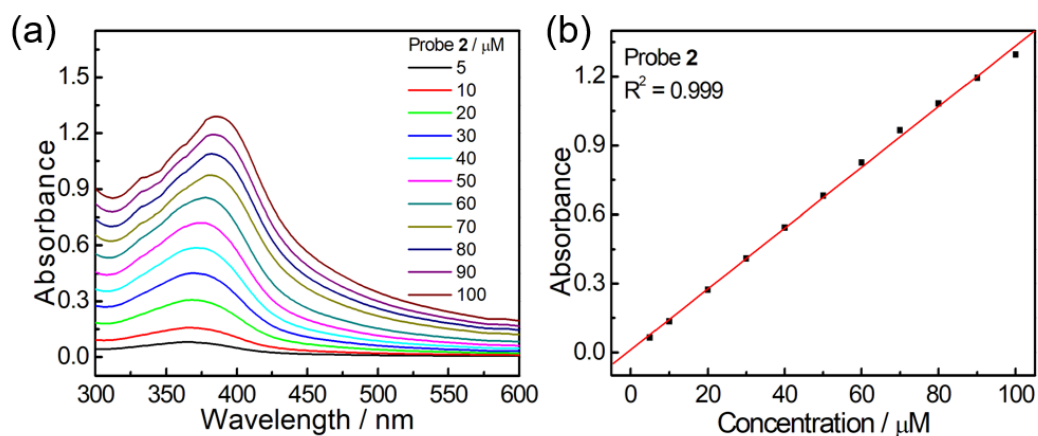 (a)
Absorbance
1.5
1.2
0.9
0.6
0.3
0.0
300 350 400 450 500 550 600
Wavelength / nm
Probe 2 / μM
5
10
20
30
40
50
60
70
80
90
100
(b)
Absorbance
1.2
0.9
0.6
0.3
0.0
0 20 40 60 80 100
Concentration / μM
Probe 2
R² = 0.999